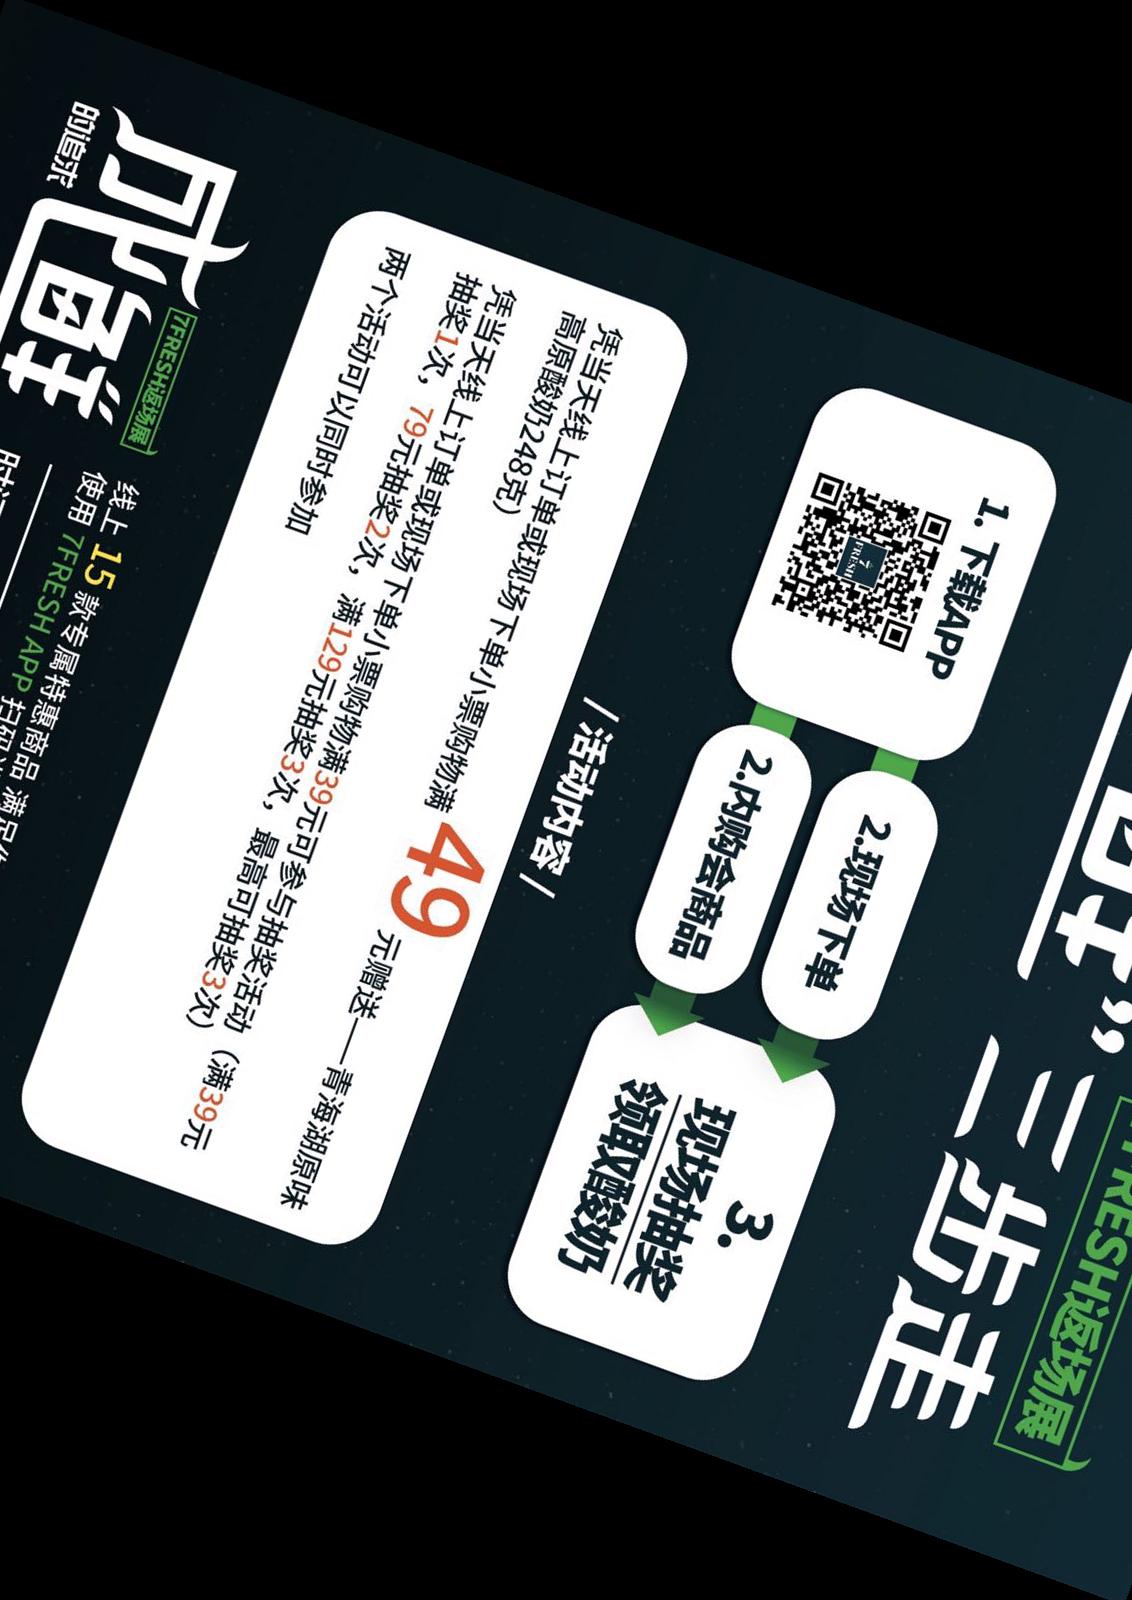 鲜”三步走
7FRESH返场展
1. 下载APP
7
FRESH
2.现场下单
2.内购会商品
3.
现场抽奖
领取酸奶
/ 活动内容 /
凭当天线上订单或现场下单小票购物满 49 元赠送一青海湖原味
高原酸奶248克）
凭当天线上订单或现场下单小票购物满39元可参与抽奖活动（满39元
抽奖1次，79元抽奖2次，满129元抽奖3次，最高可抽奖3次）
两个活动可以同时参加
成鲜
的追求
7FRESH返场展
线上 15 款专属特惠商品 满足你
使用 7FRESH APP 扫码